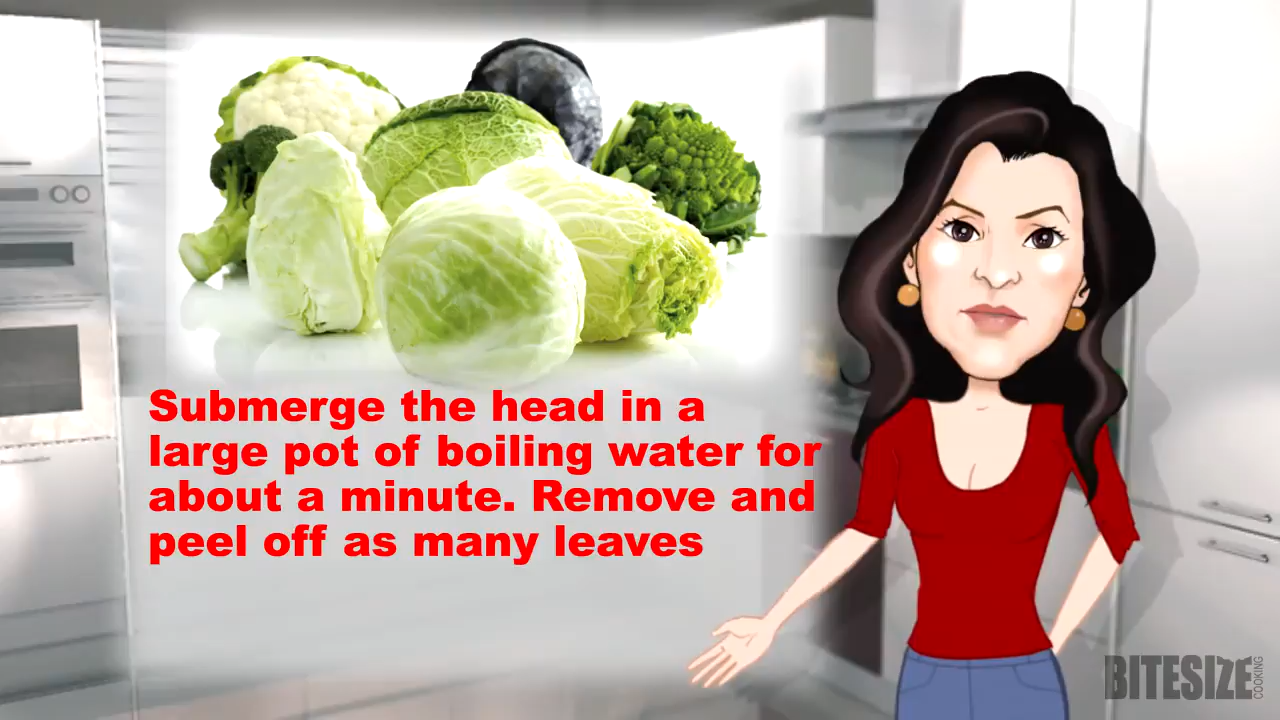 Submerge the head in a
large pot of boiling water for
about a minute. Remove and
peel off as many leaves
BITESIZE
COOKING